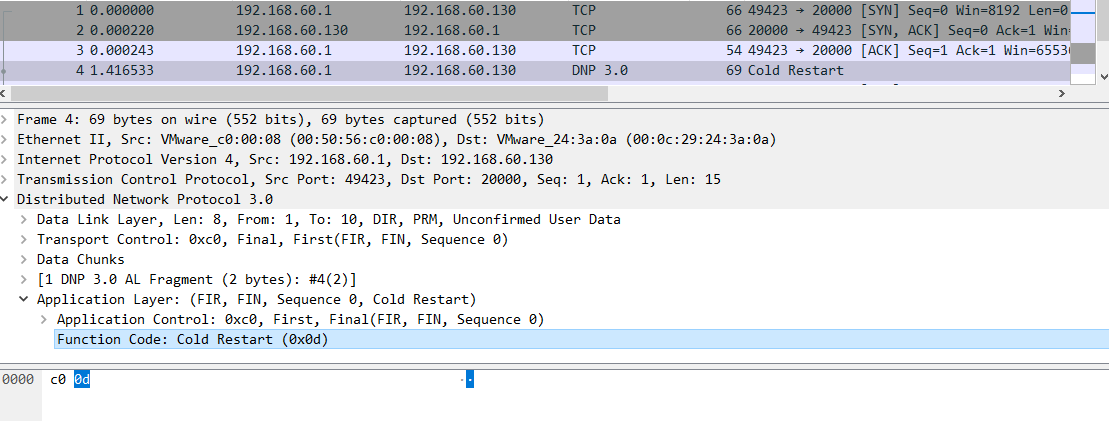 1 0.000000 192.168.60.1 192.168.60.130 TCP 66 49423 → 20000 [SYN] Seq=0 Win=8192 Len=0
2 0.000220 192.168.60.130 192.168.60.1 TCP 66 20000 → 49423 [SYN, ACK] Seq=0 Ack=1 Win
3 0.000243 192.168.60.1 192.168.60.130 TCP 54 49423 → 20000 [ACK] Seq=1 Ack=1 Win=6553
4 1.416533 192.168.60.1 192.168.60.130 DNP 3.0 69 Cold Restart
Frame 4: 69 bytes on wire (552 bits), 69 bytes captured (552 bits)
Ethernet II, Src: VMware_c0:00:08 (00:50:56:c0:00:08), Dst: VMware_24:3a:0a (00:0c:29:24:3a:0a)
Internet Protocol Version 4, Src: 192.168.60.1, Dst: 192.168.60.130
Transmission Control Protocol, Src Port: 49423, Dst Port: 20000, Seq: 1, Ack: 1, Len: 15
Distributed Network Protocol 3.0
Data Link Layer, Len: 8, From: 1, To: 10, DIR, PRM, Unconfirmed User Data
Transport Control: 0xc0, Final, First(FIR, FIN, Sequence 0)
Data Chunks
[1 DNP 3.0 AL Fragment (2 bytes): #4(2)]
Application Layer: (FIR, FIN, Sequence 0, Cold Restart)
Application Control: 0xc0, First, Final(FIR, FIN, Sequence 0)
Function Code: Cold Restart (0x0d)
0000 c0 0d ··